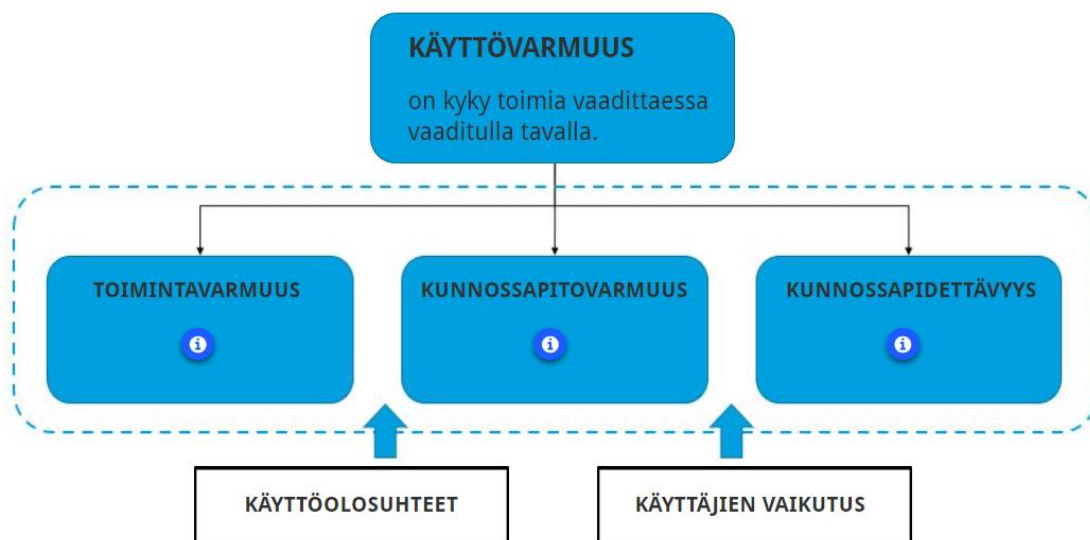 KÄYTTÖVARMUUS
on kyky toimia vaadittaessa
vaaditulla tavalla.
TOIMINTAVARMUUS
KUNNOSSAPITOVARMUUS
KUNNOSSAPIDETTÄVYYS
i
i
i
KÄYTTÖOLOSUHTEET
KÄYTTÄJIEN VAIKUTUS